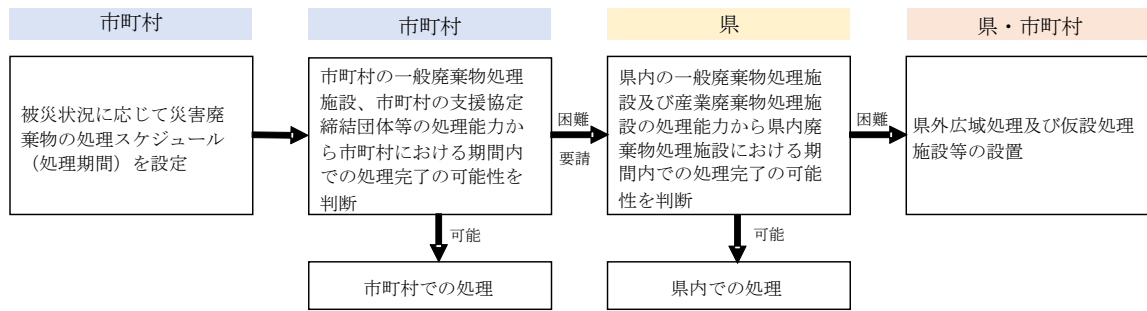 市町村
市町村
県
県・市町村
被災状況に応じて災害廃
棄物の処理スケジュール
（処理期間）を設定
市町村の一般廃棄物処理
施設、市町村の支援協定
締結団体等の処理能力か
ら市町村における期間内
での処理完了の可能性を
判断
困難
要請
県内の一般廃棄物処理施
設及び産業廃棄物処理施
設の処理能力から県内廃
棄物処理施設における期
間内での処理完了の可能
性を判断
困難
県外広域処理及び仮設処理
施設等の設置
可能
可能
市町村での処理
県内での処理